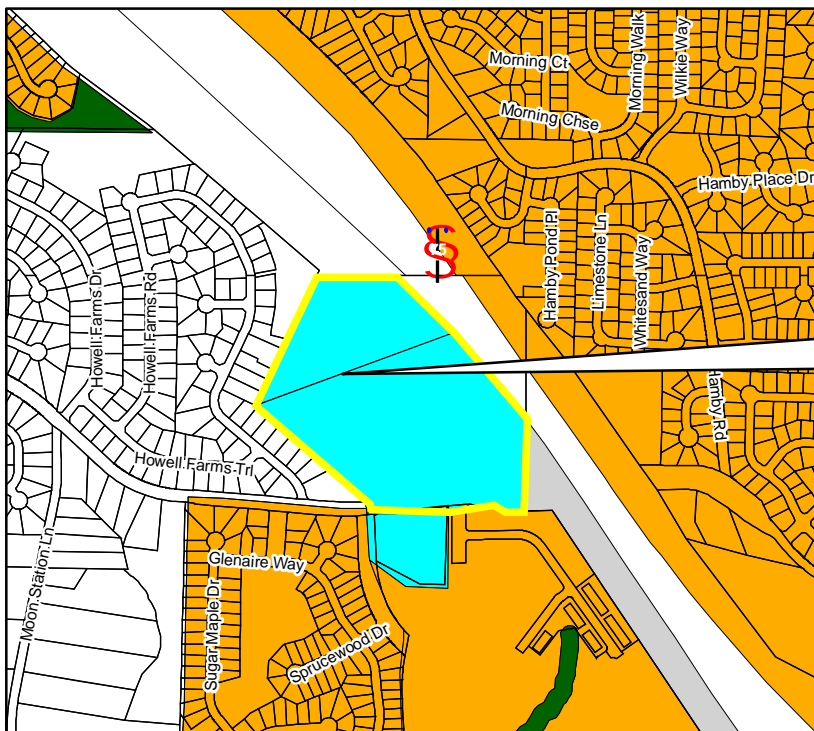 Morning Ct
Morning Walk
Wilkie Way
Morning Chse
Hamby Place Dr
Hamby Pond Pl
Limestone Ln
Whitesand Way
Howell Farms Dr
Howell Farms Rd
Hamby Rd
Howell Farms Trl
Moon Station Ln
Glenaire Way
Sugar Maple Dr
Sprucewood Dr